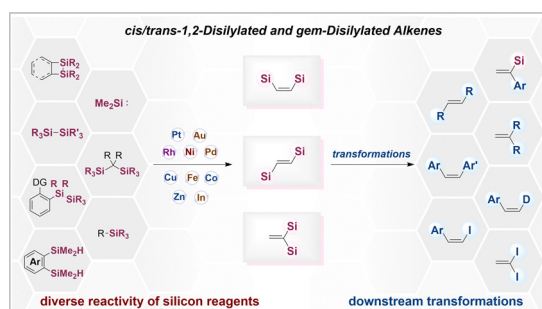 cis/trans-1,2-Disilylated and gem-Disilylated Alkenes
SiR2
SiR2
Me2Si :
R3Si–SiR'3
R R
R3Si SiR3
DG
R R
Si
SiR3
R–SiR3
Ar
SiMe2H
SiMe2H
Pt Au
Rh Ni Pd
Cu Fe Co
Zn In
Si Si
Si
Si
Si
Si
transformations
R
R
Ar Ar'
Ar I
Si
Ar
R
R
Ar D
I
I
diverse reactivity of silicon reagents
downstream transformations